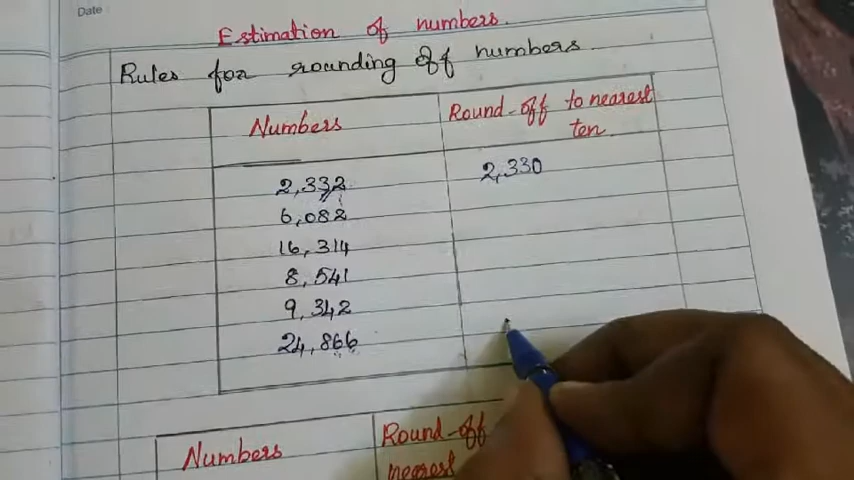 Date
Estimation of numbers.
Rules for rounding off numbers
Numbers Round-off to nearest ten
2,332 2,330
6,082
16,314
8,541
9,342
24,866
Numbers Round-off
nearest